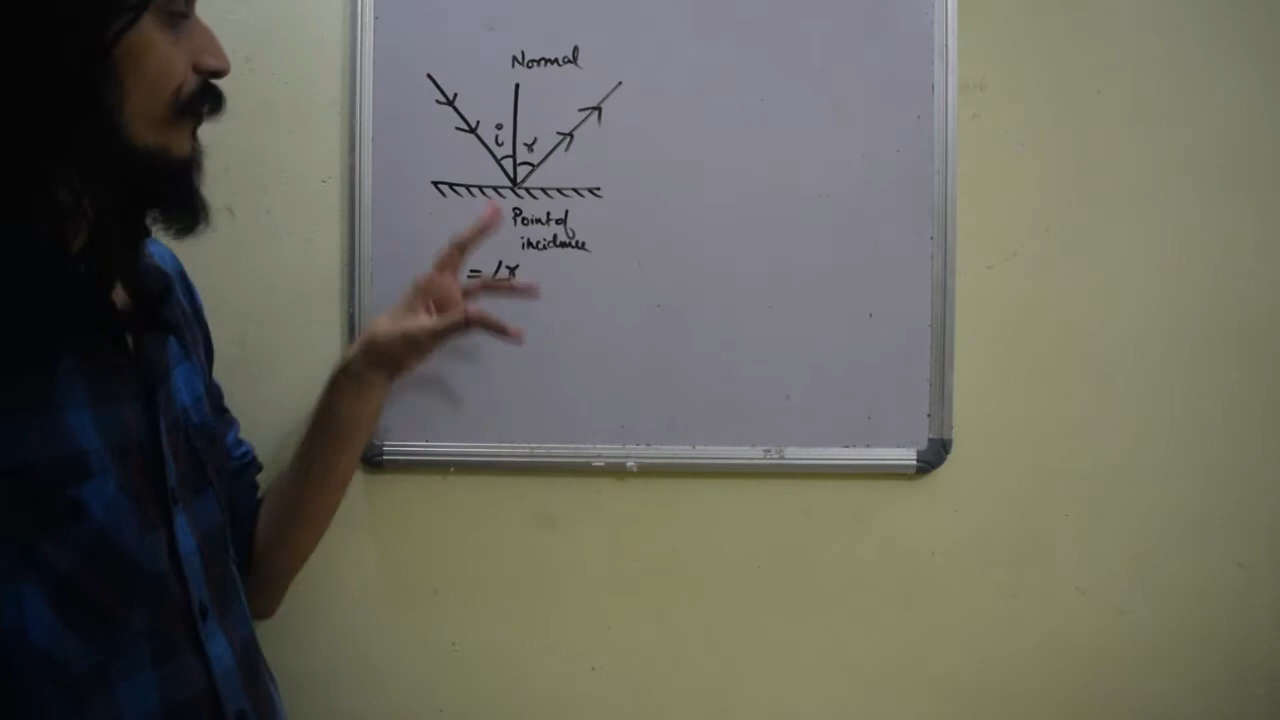 Normal
i r
Point of
incidence
= ∠r